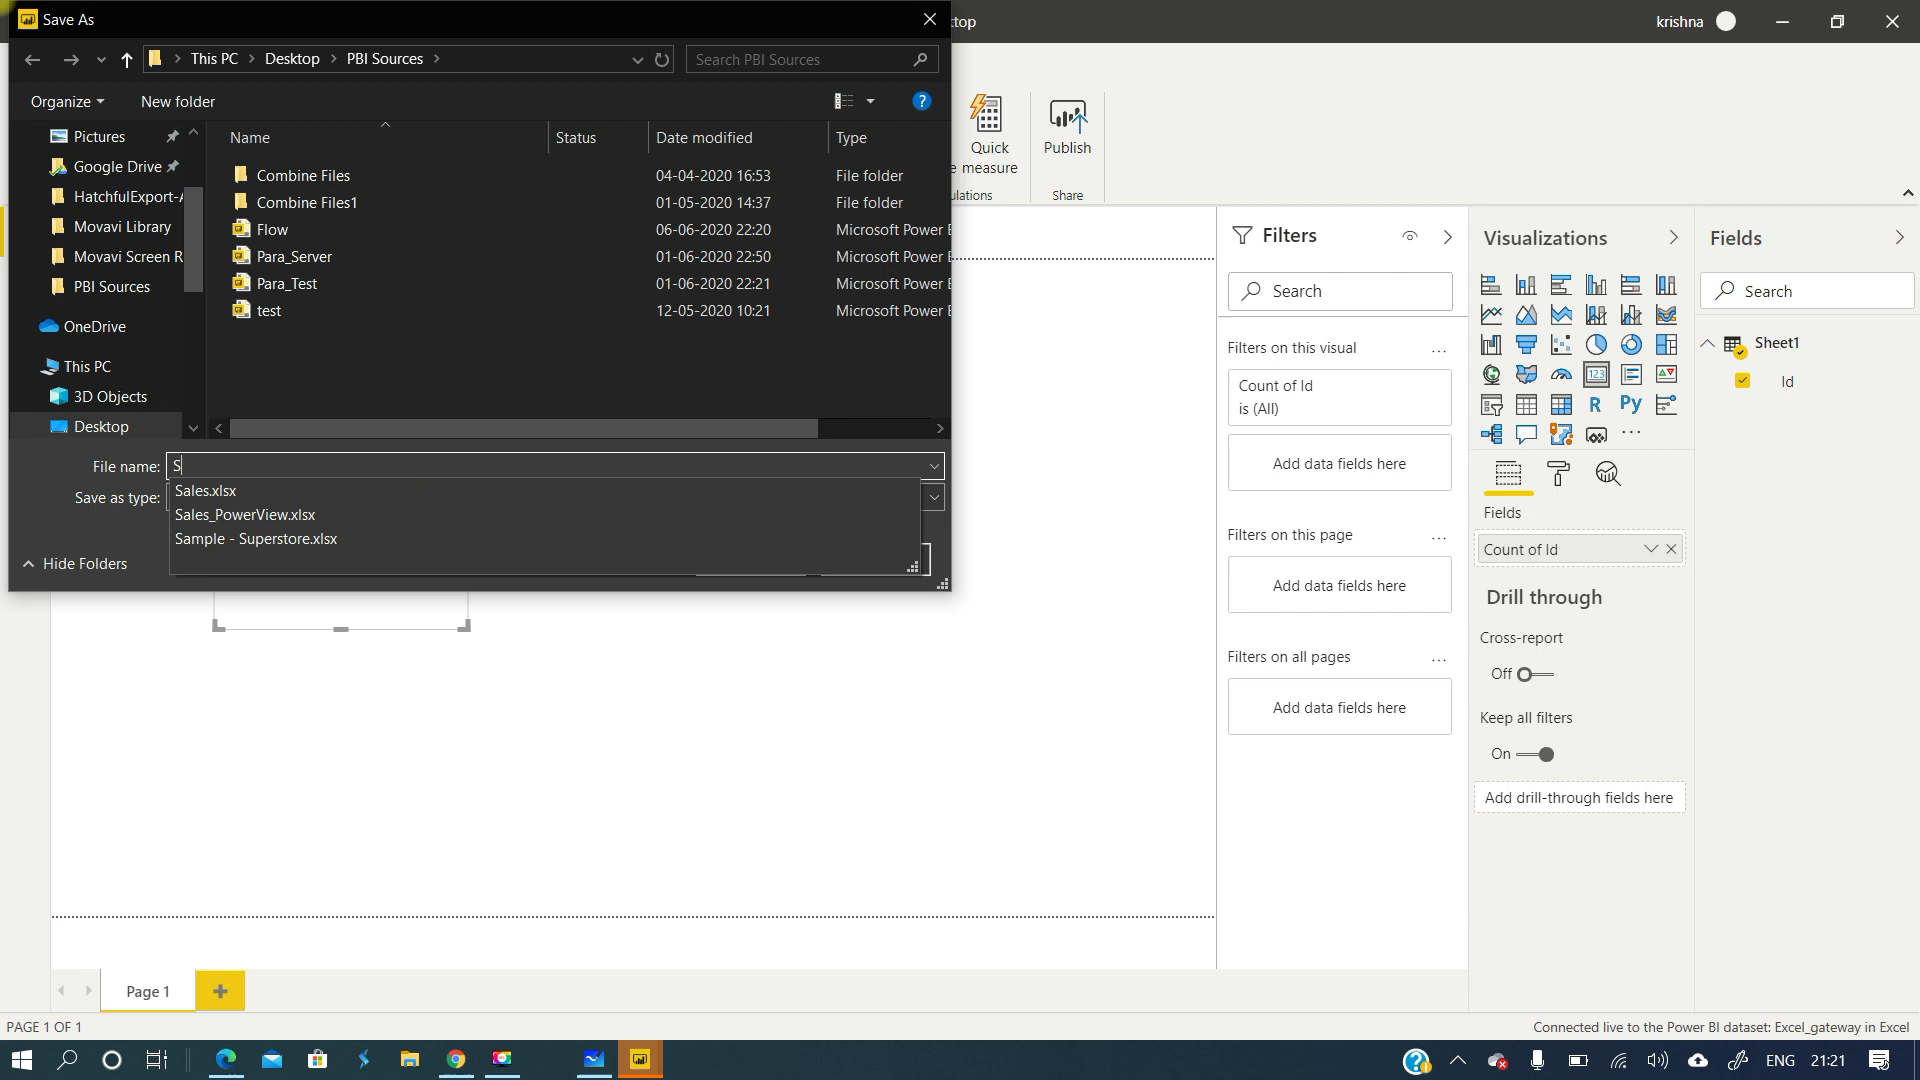 Save As
top
krishna
This PC
Desktop
PBI Sources
Search PBI Sources
Organize
New folder
Pictures
Google Drive
HatchfulExport-A
Movavi Library
Movavi Screen R
PBI Sources
OneDrive
This PC
3D Objects
Desktop
Name
Status
Date modified
Type
Combine Files
04-04-2020 16:53
File folder
Combine Files1
01-05-2020 14:37
File folder
Flow
06-06-2020 22:20
Microsoft Power B
Para_Server
01-06-2020 22:50
Microsoft Power B
Para_Test
01-06-2020 22:21
Microsoft Power B
test
12-05-2020 10:21
Microsoft Power B
File name:
S
Save as type:
Sales.xlsx
Sales_PowerView.xlsx
Sample - Superstore.xlsx
Hide Folders
Quick
e measure
ulations
Publish
Share
Filters
Search
Filters on this visual
...
Count of Id
is (All)
Add data fields here
Filters on this page
...
Add data fields here
Filters on all pages
...
Add data fields here
Visualizations
123
R
Py
...
Fields
Count of Id
Drill through
Cross-report
Off
Keep all filters
On
Add drill-through fields here
Fields
Search
Sheet1
Id
Page 1
PAGE 1 OF 1
Connected live to the Power BI dataset: Excel_gateway in Excel
ENG
21:21